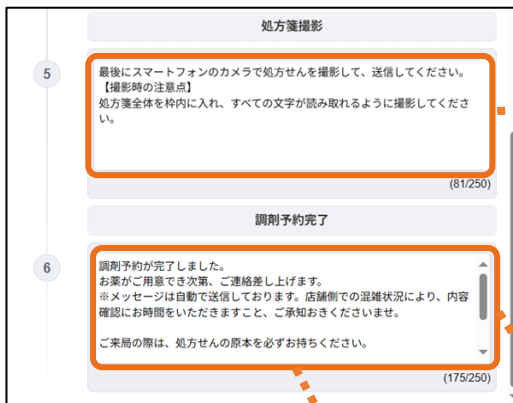 処方箋撮影
5
最後にスマートフォンのカメラで処方せんを撮影して、送信してください。
【撮影時の注意点】
処方箋全体を枠内に入れ、すべての文字が読み取れるように撮影してくださ
い。
(81/250)
調剤予約完了
6
調剤予約が完了しました。
お薬がご用意でき次第、ご連絡差し上げます。
※メッセージは自動で送信しております。店舗側での混雑状況により、内容
確認にお時間をいただきますこと、ご承知おきくださいませ。
ご来局の際は、処方せんの原本を必ずお持ちください。
(175/250)